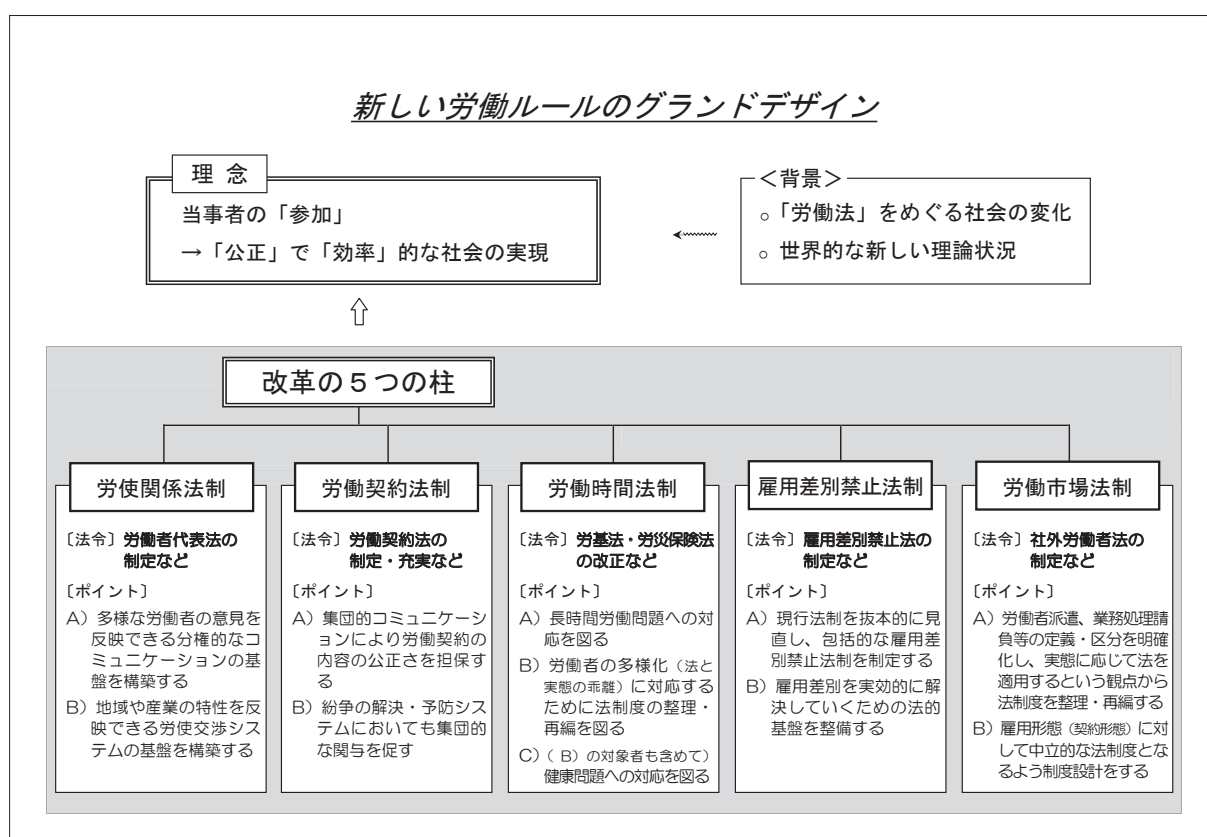 新しい労働ルールのグランドデザイン
理 念
当事者の「参加」
→「公正」で「効率」的な社会の実現
＜背景＞
○「労働法」をめぐる社会の変化
○ 世界的な新しい理論状況
改革の５つの柱
労使関係法制
〔法令〕労働者代表法の
制定など
〔ポイント〕
A）多様な労働者の意見を
反映できる分権的なコ
ミュニケーションの基
盤を構築する
B）地域や産業の特性を反
映できる労使交渉シス
テムの基盤を構築する
労働契約法制
〔法令〕労働契約法の
制定・充実など
〔ポイント〕
A）集団的コミュニケーシ
ョンにより労働契約の
内容の公正さを担保す
る
B）紛争の解決・予防シス
テムにおいても集団的
な関与を促す
労働時間法制
〔法令〕労基法・労災保険法
の改正など
〔ポイント〕
A）長時間労働問題への対
応を図る
B）労働者の多様化（法と
実態の乖離）に対応する
ために法制度の整理・
再編を図る
C）（ B）の対象者も含めて）
健康問題への対応を図る
雇用差別禁止法制
〔法令〕雇用差別禁止法の
制定など
〔ポイント〕
A）現行法制を抜本的に見
直し、包括的な雇用差
別禁止法制を制定する
B）雇用差別を実効的に解
決していくための法的
基盤を整備する
労働市場法制
〔法令〕社外労働者法の
制定など
〔ポイント〕
A）労働者派遣、業務処理請
負等の定義・区分を明確
化し、実態に応じて法を
適用するという観点から
法制度を整理・再編する
B）雇用形態（契約形態）に対
して中立的な法制度とな
るよう制度設計をする